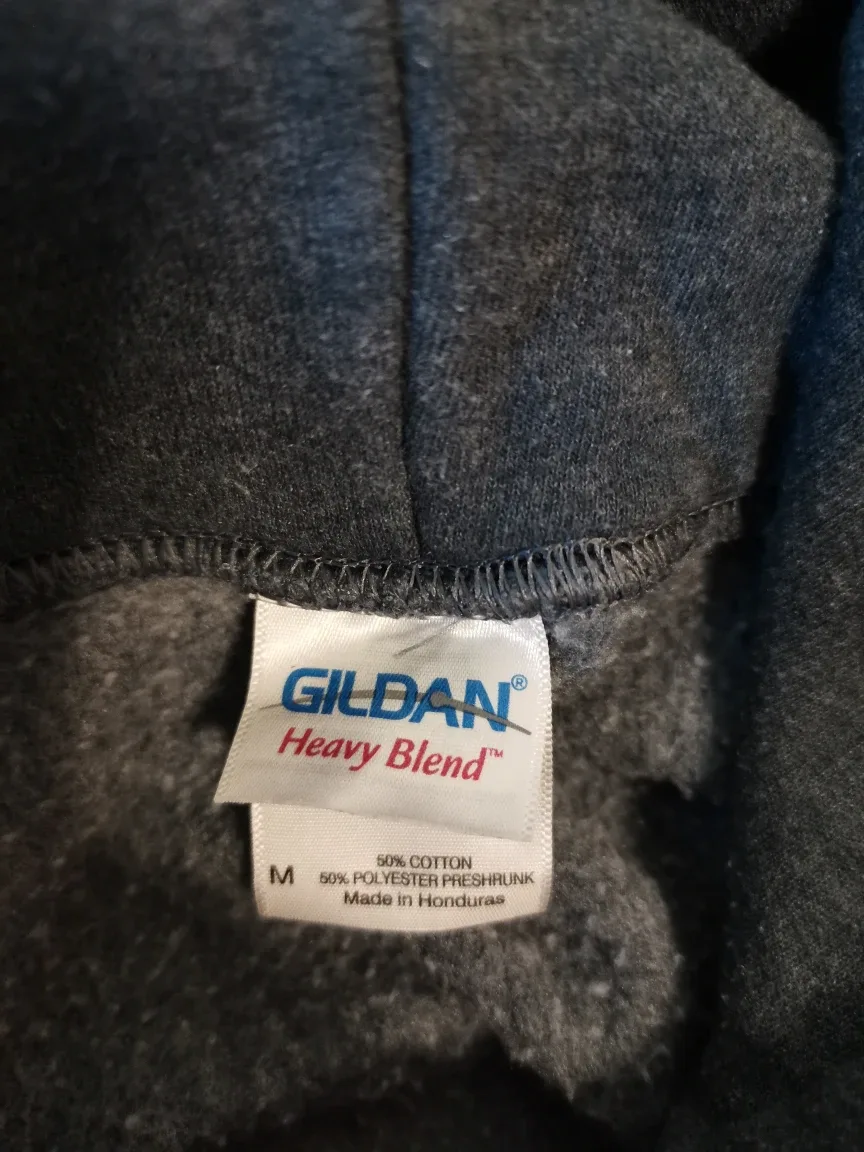 GILDAN®
Heavy Blend™
50% COTTON
M 50% POLYESTER PRESHRUNK
Made in Honduras